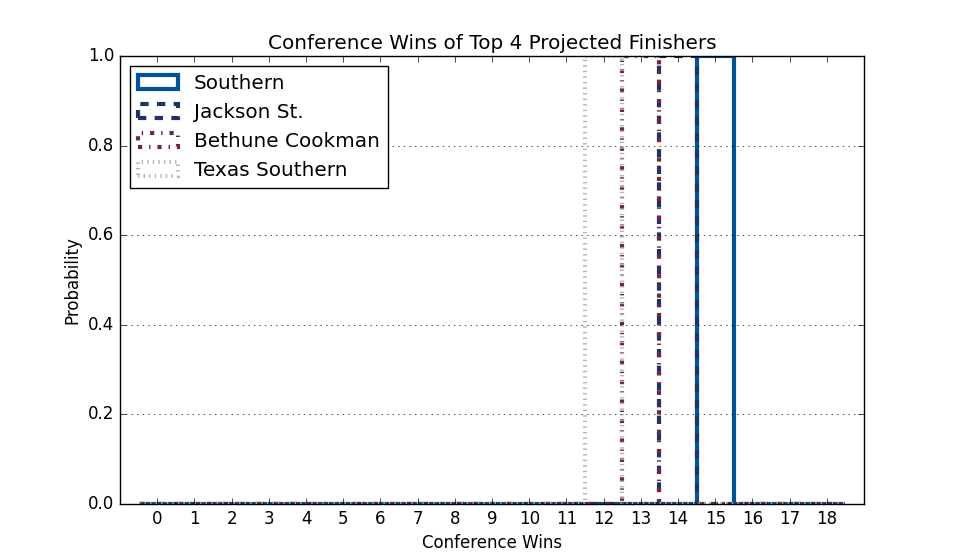 Conference Wins of Top 4 Projected Finishers
1.0
0.8
0.6
0.4
0.2
0.0
Probability
Southern
Jackson St.
Bethune Cookman
Texas Southern
0 1 2 3 4 5 6 7 8 9 10 11 12 13 14 15 16 17 18
Conference Wins